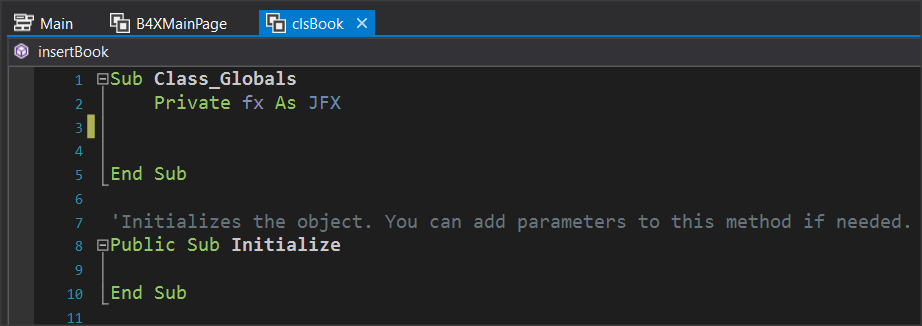 Main B4XMainPage clsBook ×
insertBook
1 Sub Class_Globals
2 Private fx As JFX
3
4
5 End Sub
6
7 'Initializes the object. You can add parameters to this method if needed.
8 Public Sub Initialize
9
10 End Sub
11